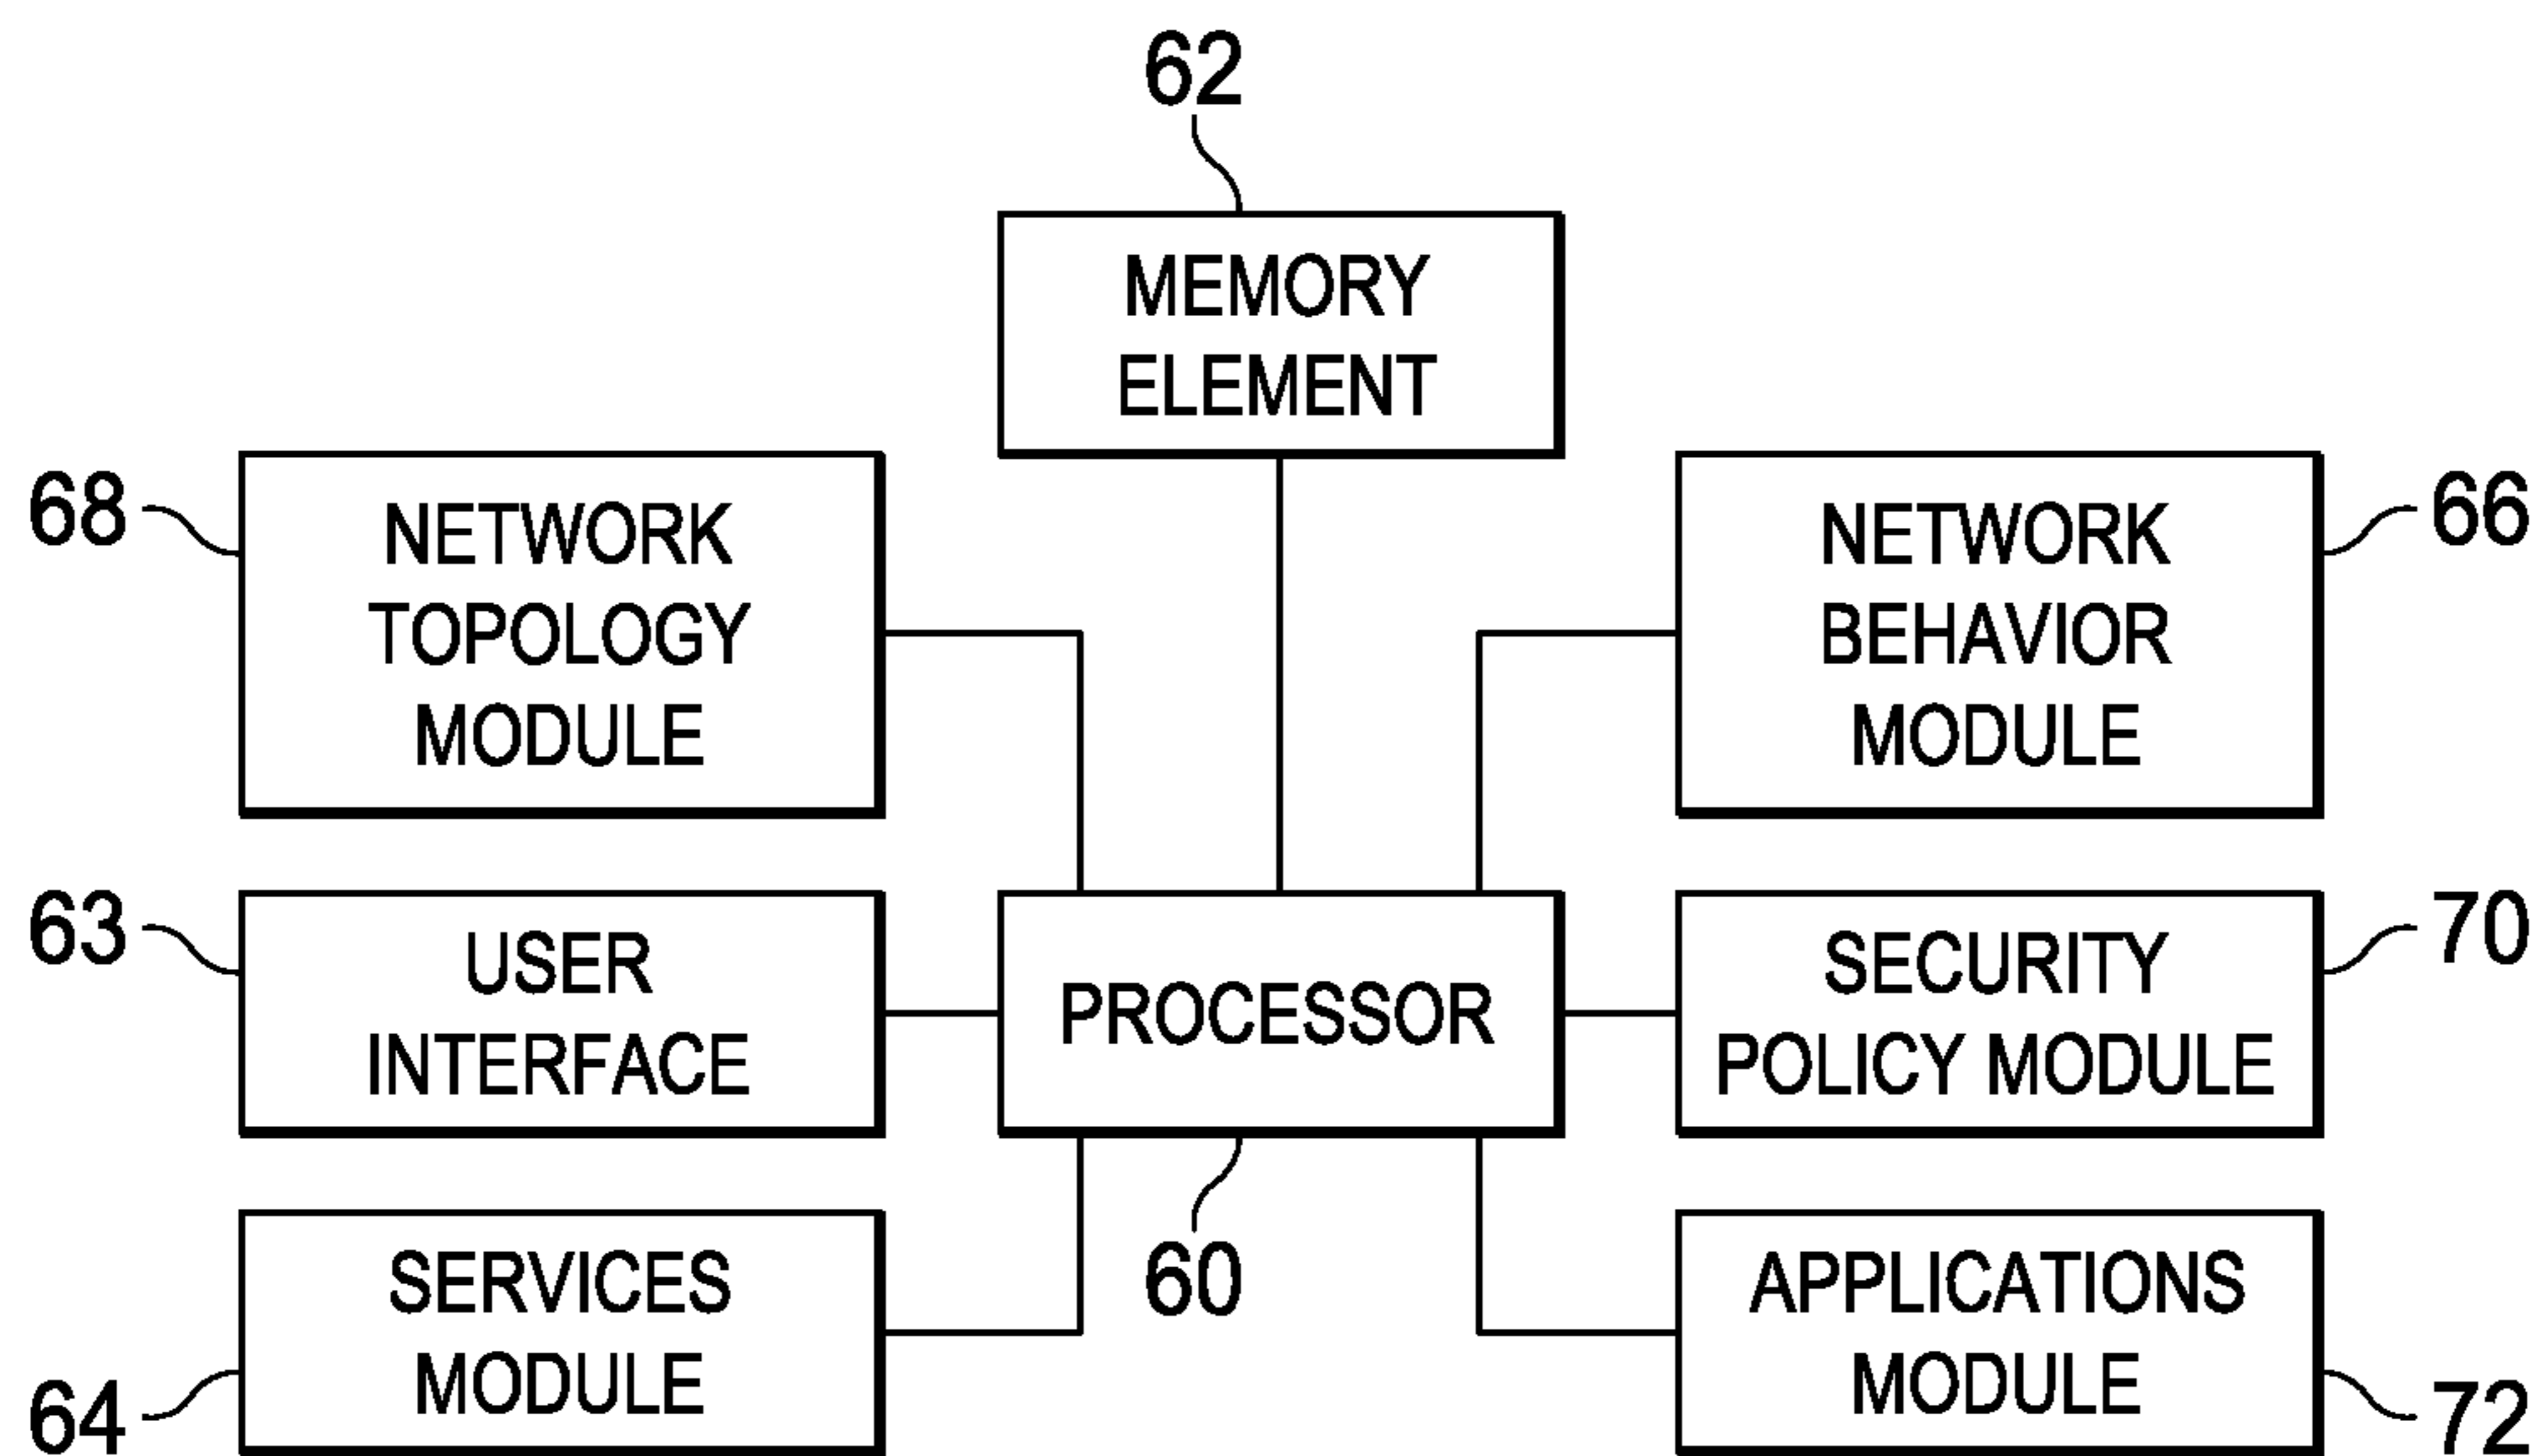 62
MEMORY
ELEMENT
68
NETWORK
TOPOLOGY
MODULE
NETWORK
BEHAVIOR
MODULE
66
63
USER
INTERFACE
PROCESSOR
SECURITY
POLICY MODULE
70
64
SERVICES
MODULE
60
APPLICATIONS
MODULE
72